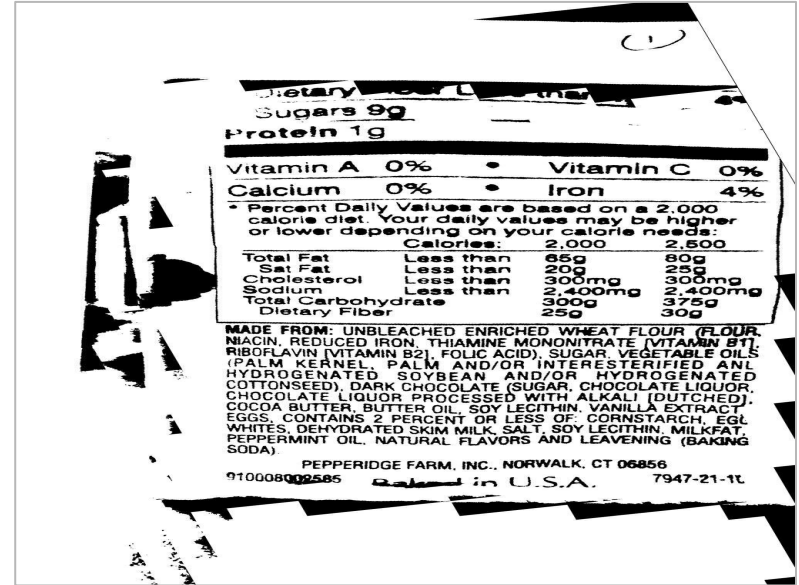 1
Sugars 9g
Protein 1g
Vitamin A 0% • Vitamin C 0%
Calcium 0% • Iron 4%
* Percent Daily Values are based on a 2,000
calorie diet. Your daily values may be higher
or lower depending on your calorie needs:
Calories: 2,000 2,500
Total Fat Less than 65g 80g
Sat Fat Less than 20g 25g
Cholesterol Less than 300mg 300mg
Sodium Less than 2,400mg 2,400mg
Total Carbohydrate 300g 375g
Dietary Fiber 25g 30g
MADE FROM: UNBLEACHED ENRICHED WHEAT FLOUR (FLOUR,
NIACIN, REDUCED IRON, THIAMINE MONONITRATE [VITAMIN B1],
RIBOFLAVIN [VITAMIN B2], FOLIC ACID), SUGAR, VEGETABLE OILS
(PALM KERNEL, PALM AND/OR INTERESTERIFIED AND
HYDROGENATED SOYBEAN AND/OR HYDROGENATED
COTTONSEED), DARK CHOCOLATE (SUGAR, CHOCOLATE LIQUOR,
CHOCOLATE LIQUOR PROCESSED WITH ALKALI [DUTCHED],
COCOA BUTTER, BUTTER OIL, SOY LECITHIN, VANILLA EXTRACT
EGGS, CONTAINS 2 PERCENT OR LESS OF: CORNSTARCH, EGG
WHITES, DEHYDRATED SKIM MILK, SALT, SOY LECITHIN, MILKFAT,
PEPPERMINT OIL, NATURAL FLAVORS AND LEAVENING (BAKING
SODA)
PEPPERIDGE FARM, INC., NORWALK, CT 06856
Baked in U.S.A. 7947-21-1